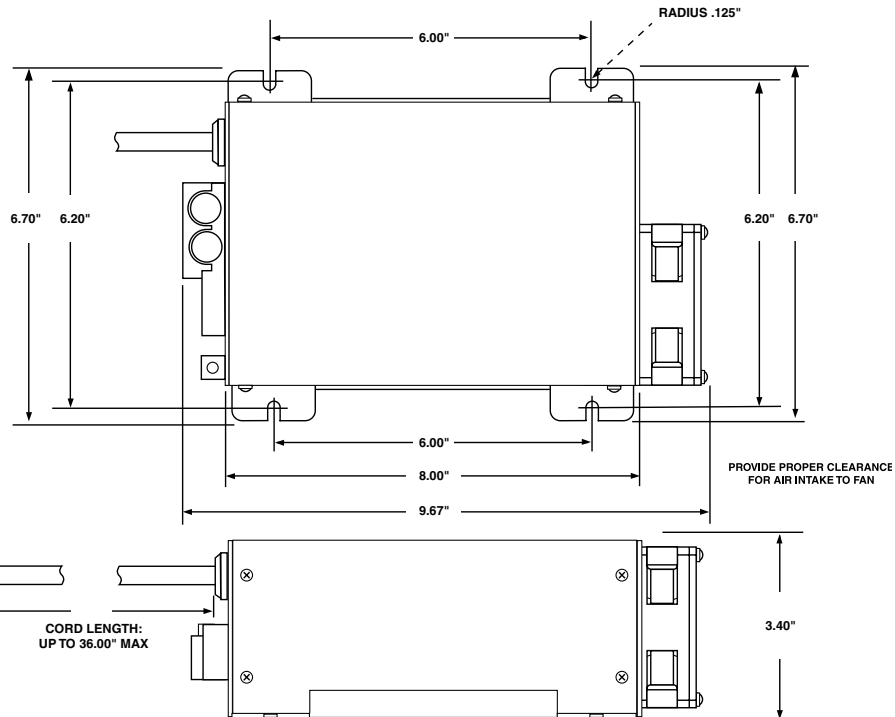 RADIUS .125"
6.00"
6.70"
6.20"
6.20"
6.70"
6.00"
8.00"
9.67"
PROVIDE PROPER CLEARANCE
FOR AIR INTAKE TO FAN
CORD LENGTH:
UP TO 36.00" MAX
3.40"